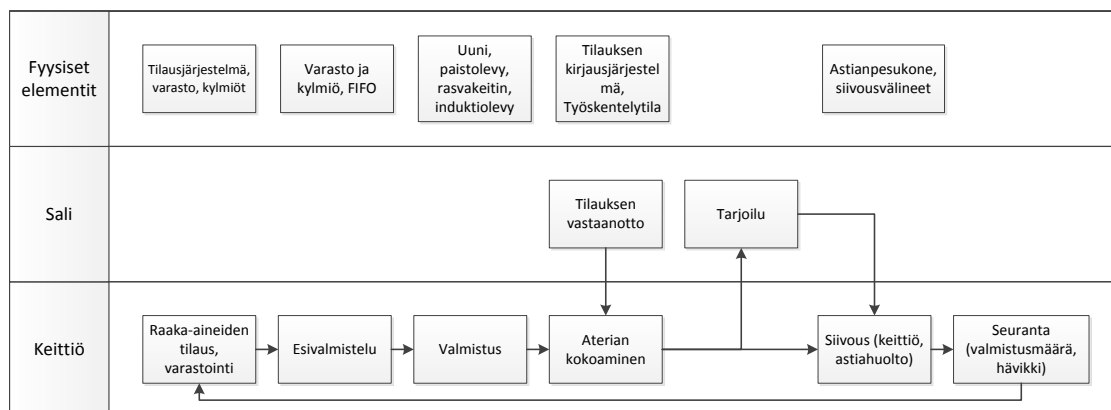 Fyysiset
elementit
Tilausjärjestelmä,
varasto, kylmiöt
Varasto ja
kylmiö, FIFO
Uuni,
paistolevy,
rasvakeitin,
induktiolevy
Tilauksen
kirjausjärjestel
mä,
Työskentelytila
Astianpesukone,
siivousvälineet
Sali
Tilauksen
vastaanotto
Tarjoilu
Keittiö
Raaka-aineiden
tilaus,
varastointi
Esivalmistelu
Valmistus
Aterian
kokoaminen
Siivous (keittiö,
astiahuolto)
Seuranta
(valmistusmäärä,
hävikki)